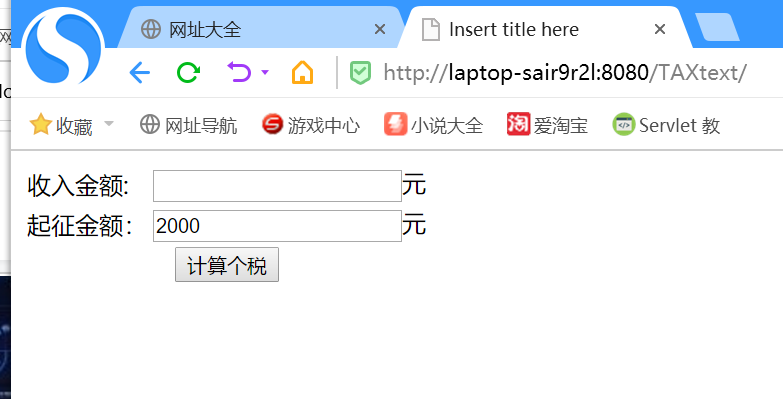 网址大全
Insert title here
http://laptop-sair9r2l:8080/TAXtext/
收藏 网址导航 游戏中心 小说大全 淘 爱淘宝 Servlet 教
收入金额: 元
起征金额： 2000 元
计算个税